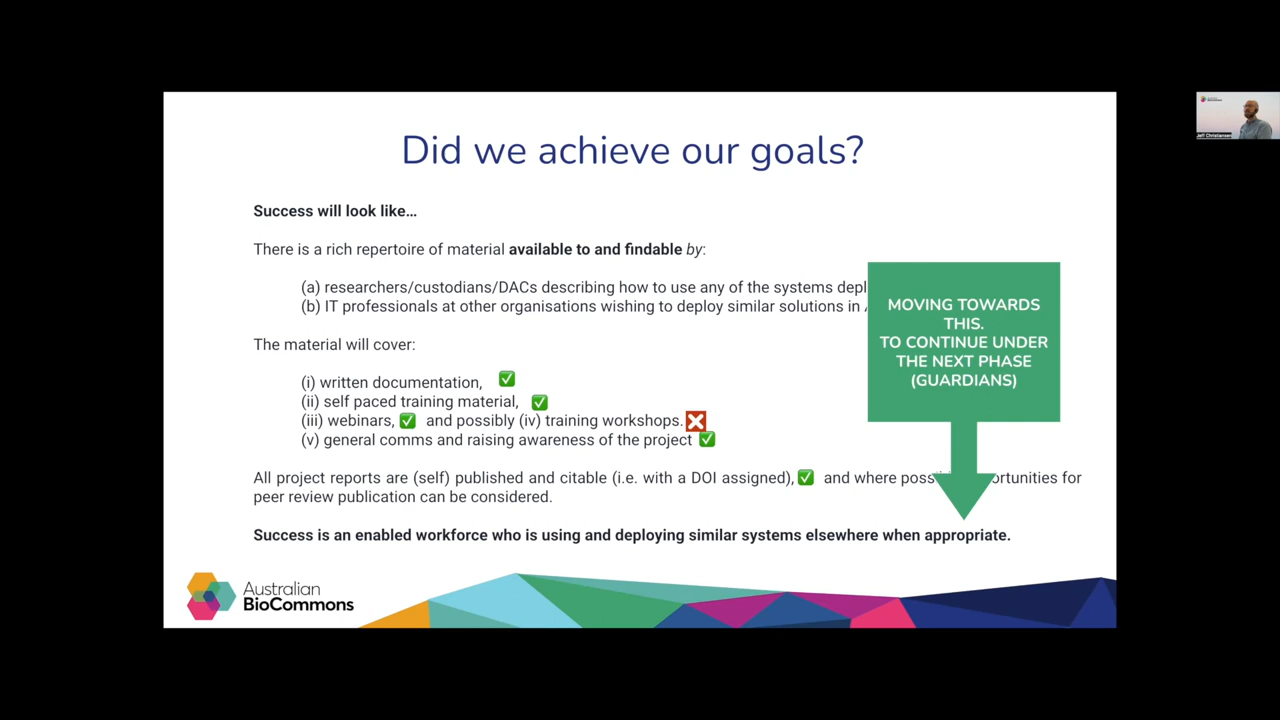 Did we achieve our goals?
Success will look like…
There is a rich repertoire of material available to and findable by:
(a) researchers/custodians/DACs describing how to use any of the systems depl
(b) IT professionals at other organisations wishing to deploy similar solutions in
MOVING TOWARDS
THIS.
TO CONTINUE UNDER
THE NEXT PHASE
(GUARDIANS)
The material will cover:
(i) written documentation, ✅
(ii) self paced training material, ✅
(iii) webinars, ✅ and possibly (iv) training workshops. ❎
(v) general comms and raising awareness of the project ✅
All project reports are (self) published and citable (i.e. with a DOI assigned), ✅ and where poss ortunities for
peer review publication can be considered.
Success is an enabled workforce who is using and deploying similar systems elsewhere when appropriate.
Australian
BioCommons
Jeff Christiansen